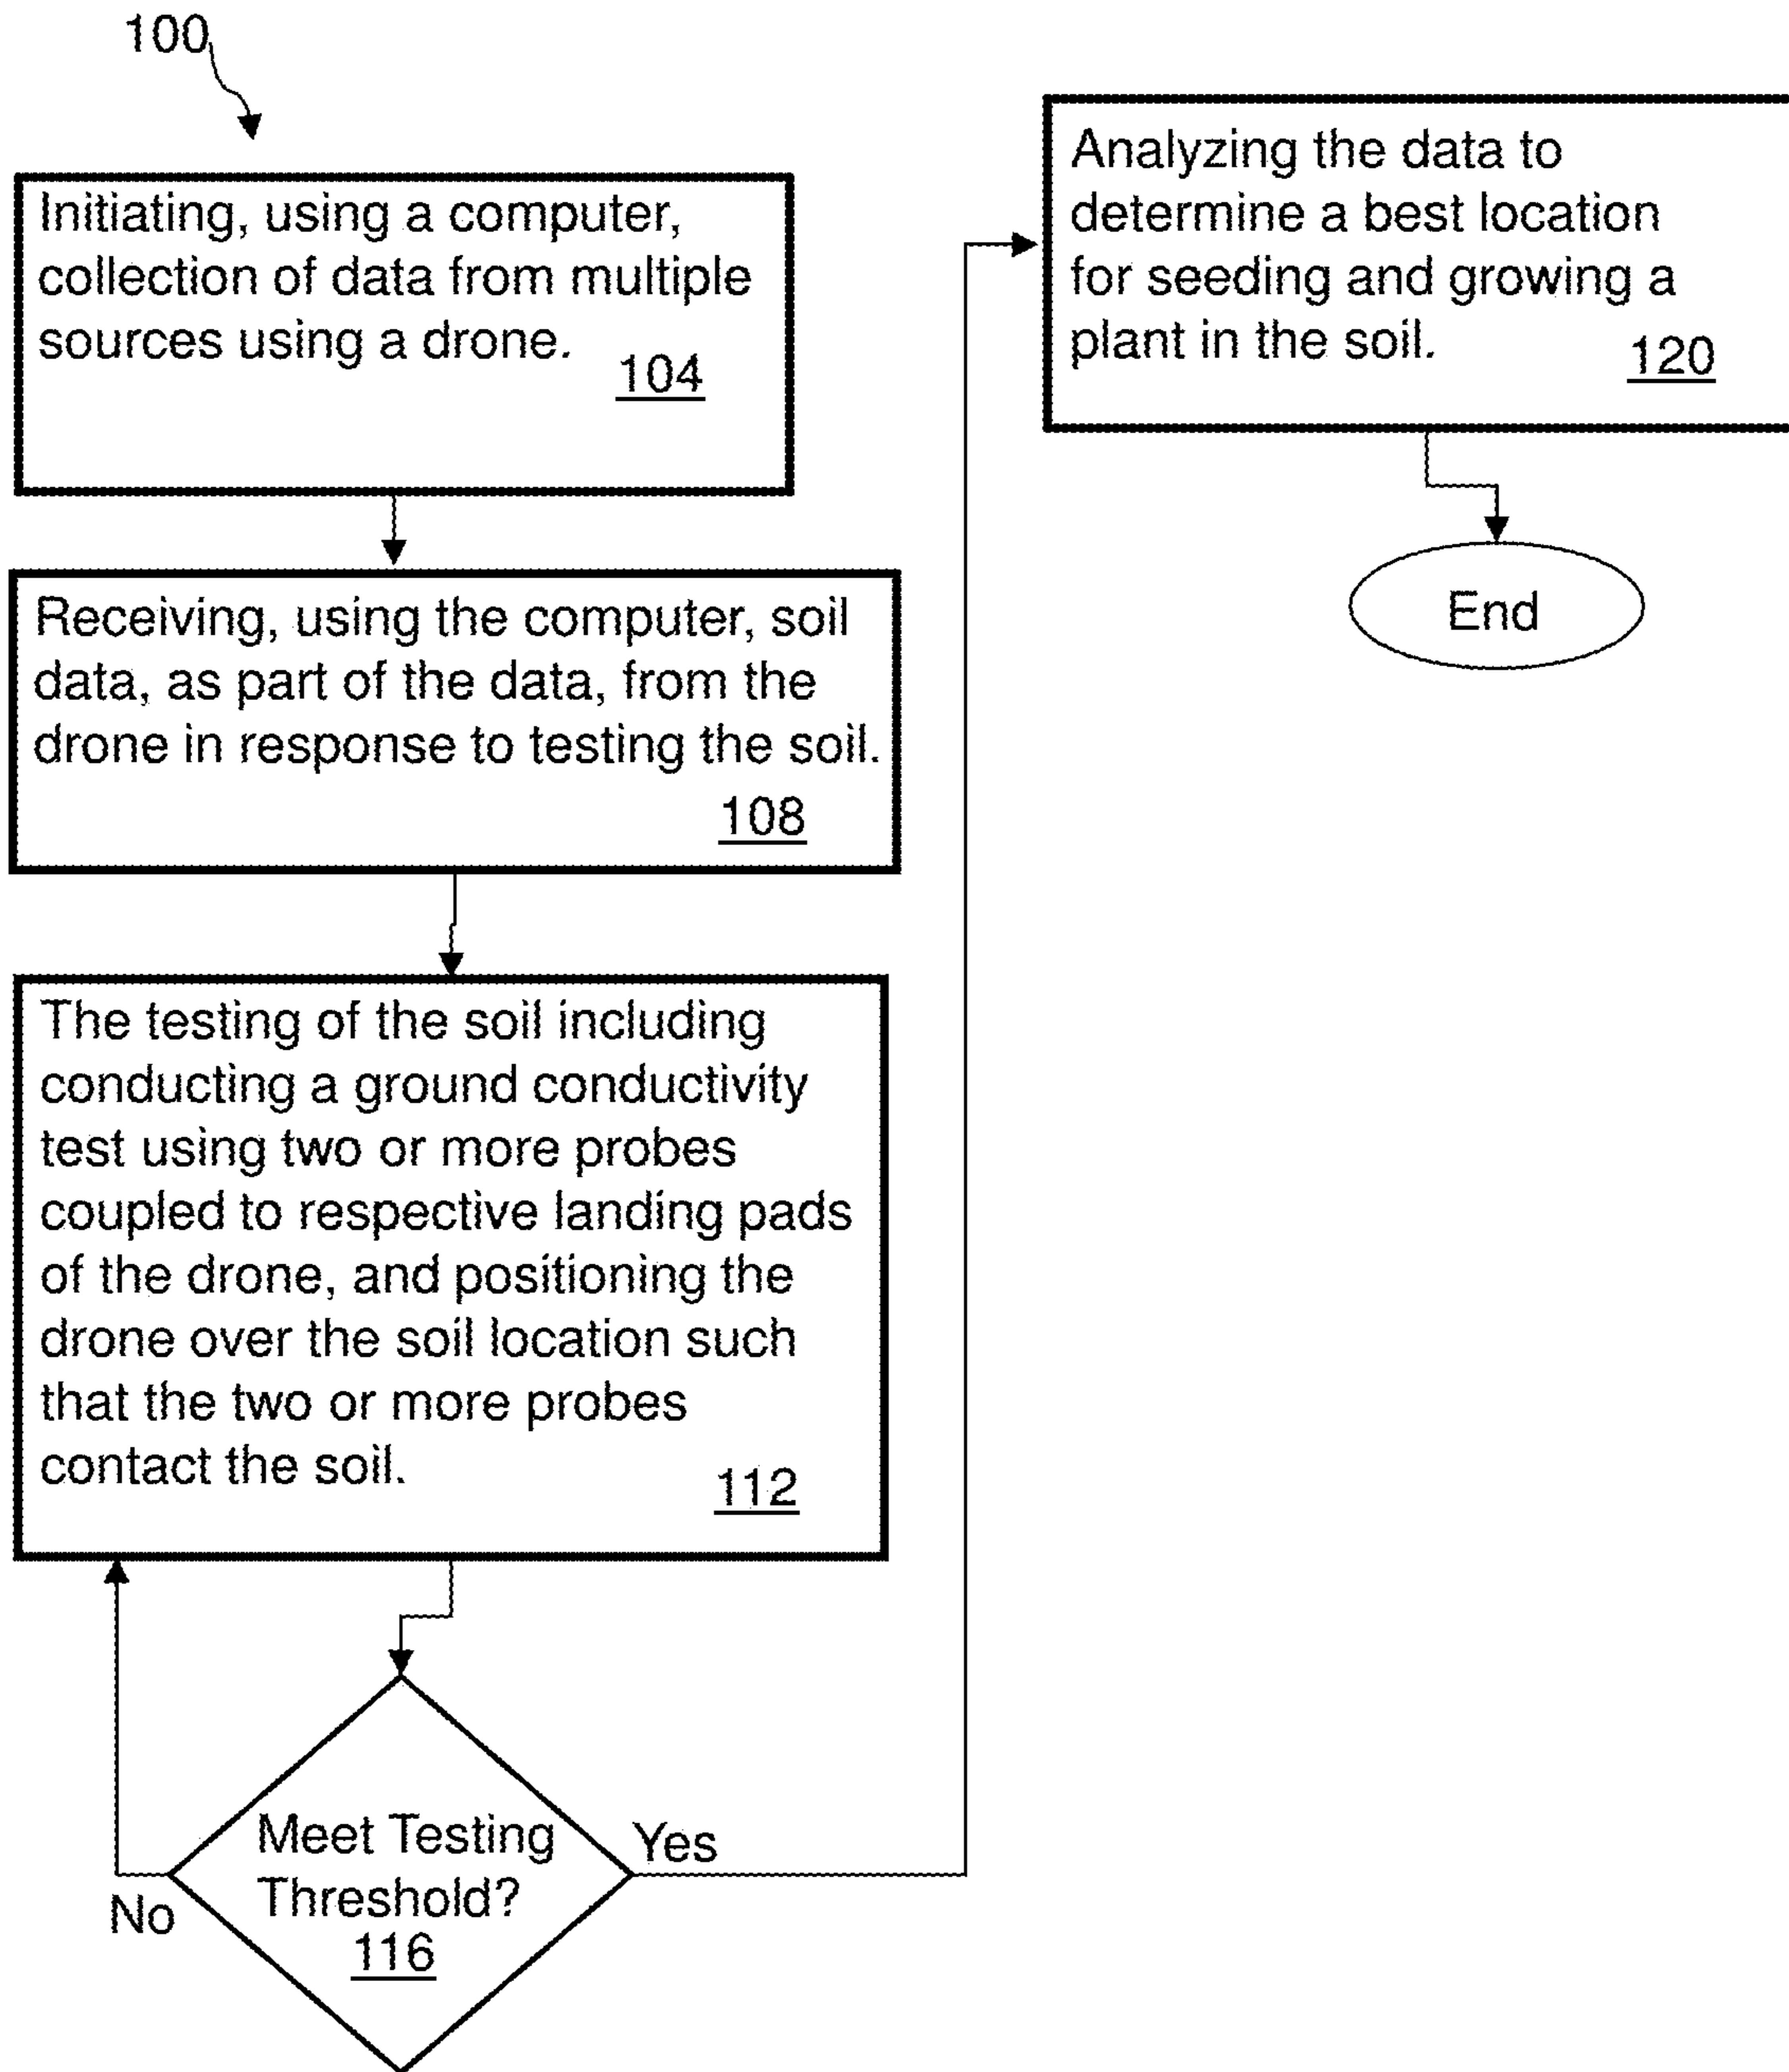 100
Initiating, using a computer,
collection of data from multiple
sources using a drone.
104
Receiving, using the computer, soil
data, as part of the data, from the
drone in response to testing the soil.
108
The testing of the soil including
conducting a ground conductivity
test using two or more probes
coupled to respective landing pads
of the drone, and positioning the
drone over the soil location such
that the two or more probes
contact the soil.
112
Meet Testing
Threshold?
116
No
Yes
Analyzing the data to
determine a best location
for seeding and growing a
plant in the soil.
120
End